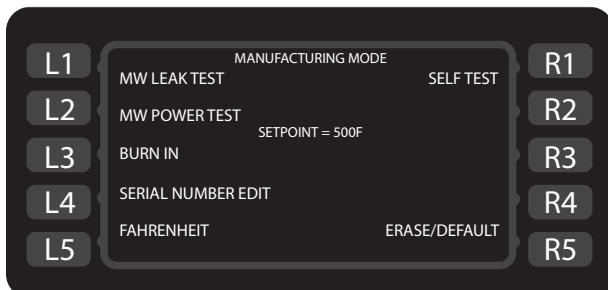 MANUFACTURING MODE
L1 MW LEAK TEST SELF TEST R1
L2 MW POWER TEST R2
SETPOINT = 500F
L3 BURN IN R3
L4 SERIAL NUMBER EDIT R4
L5 FAHRENHEIT ERASE/DEFAULT R5